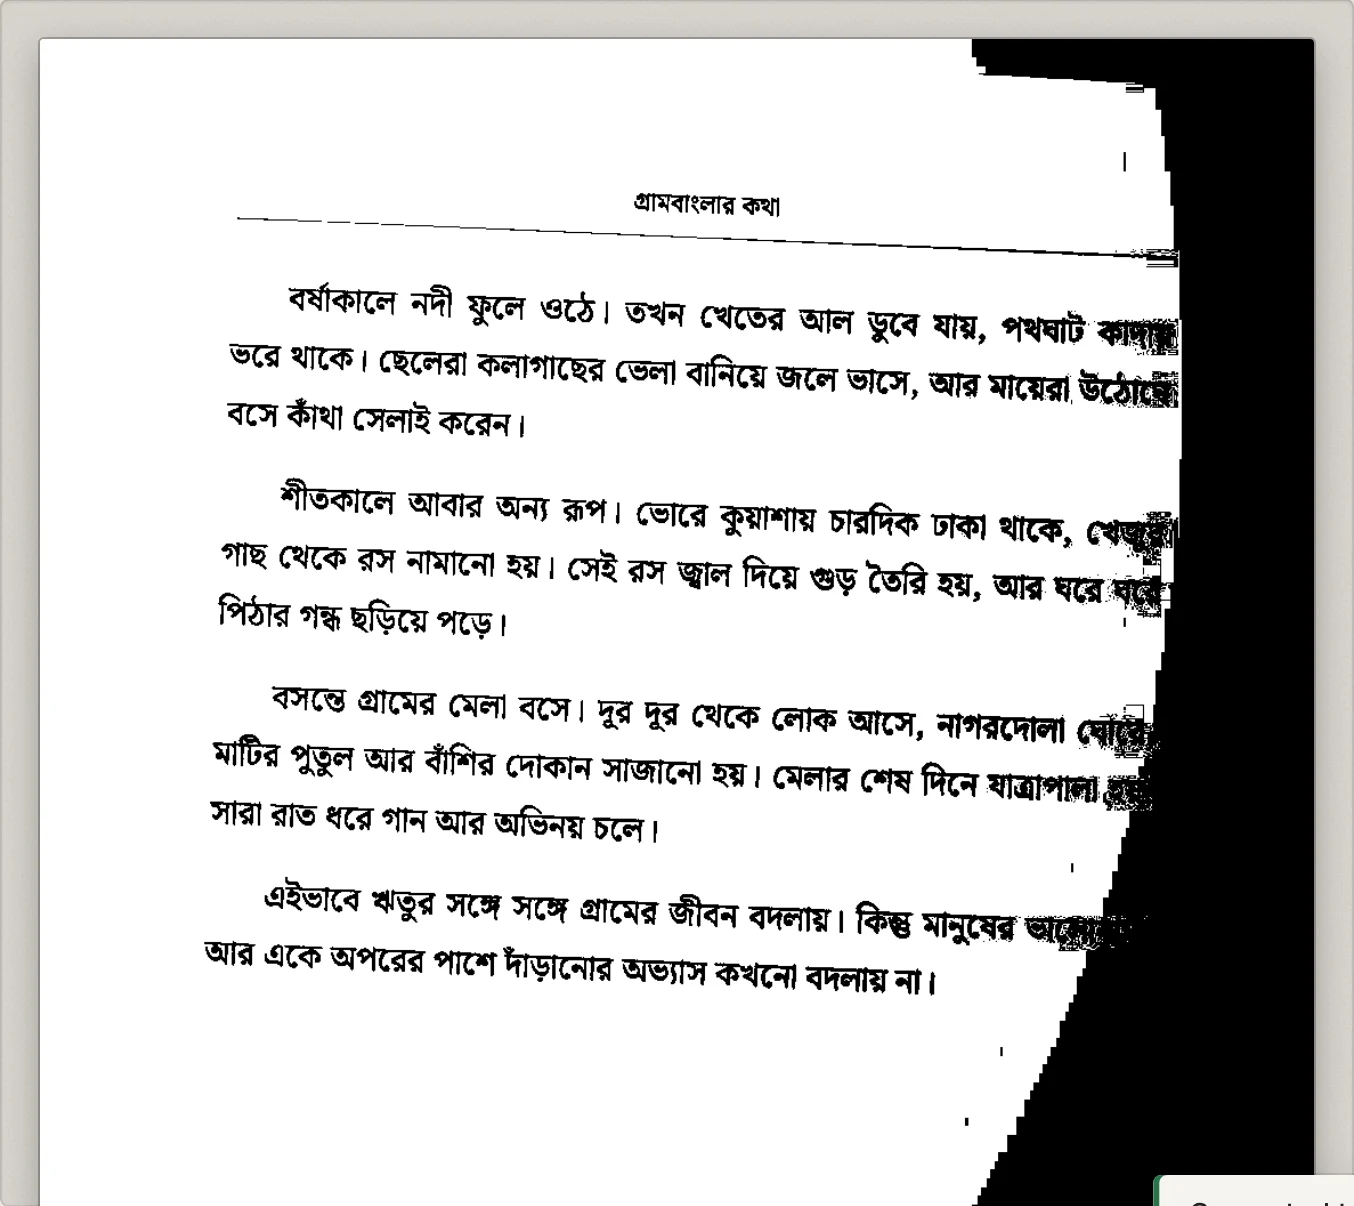 গ্রামবাংলার কথা
বর্ষাকালে নদী ফুলে ওঠে। তখন খেতের আল ডুবে যায়, পথঘাট কাদায়
ভরে থাকে। ছেলেরা কলাগাছের ভেলা বানিয়ে জলে ভাসে, আর মায়েরা উঠোনে
বসে কাঁথা সেলাই করেন।
শীতকালে আবার অন্য রূপ। ভোরে কুয়াশায় চারদিক ঢাকা থাকে, খেজুর
গাছ থেকে রস নামানো হয়। সেই রস জ্বাল দিয়ে গুড় তৈরি হয়, আর ঘরে ঘরে
পিঠার গন্ধ ছড়িয়ে পড়ে।
বসন্তে গ্রামের মেলা বসে। দূর দূর থেকে লোক আসে, নাগরদোলা ঘোরে
মাটির পুতুল আর বাঁশির দোকান সাজানো হয়। মেলার শেষ দিনে যাত্রাপালা
সারা রাত ধরে গান আর অভিনয় চলে।
এইভাবে ঋতুর সঙ্গে সঙ্গে গ্রামের জীবন বদলায়। কিন্তু মানুষের
আর একে অপরের পাশে দাঁড়ানোর অভ্যাস কখনো বদলায় না।